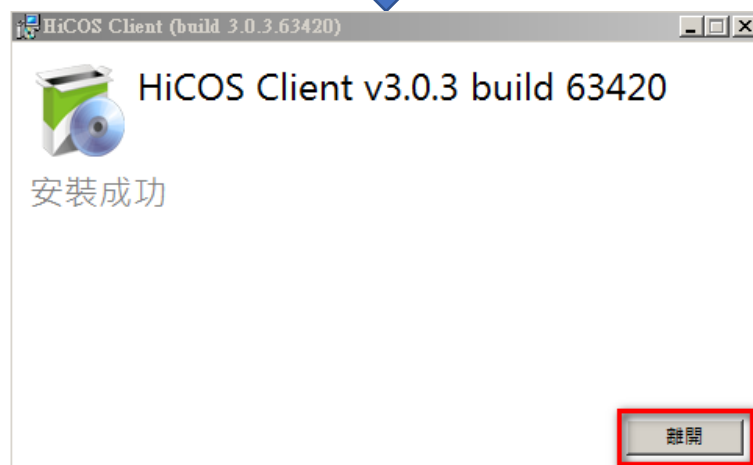 HiCOS Client (build 3.0.3.63420)
HiCOS Client v3.0.3 build 63420
安裝成功
離開